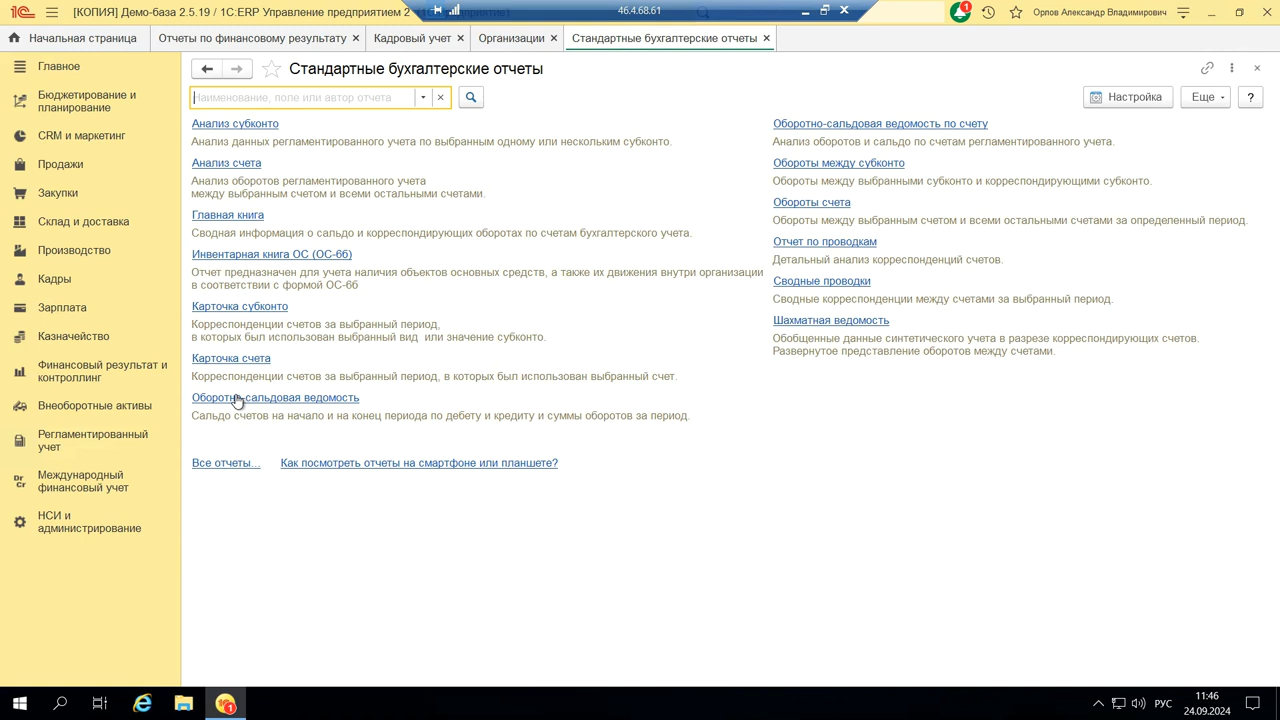 [КОПИЯ] Демо-база 2.5.19 / 1С:ERP Управление предприятием 2
46.4.68.61
1
Орлов Александр Владимирович
Начальная страница
Отчеты по финансовому результату
Кадровый учет
Организации
Стандартные бухгалтерские отчеты
Главное
Бюджетирование и
планирование
CRM и маркетинг
Продажи
Закупки
Склад и доставка
Производство
Кадры
Зарплата
Казначейство
Финансовый результат и
контроллинг
Внеоборотные активы
Регламентированный
учет
Dr
Cr
Международный
финансовый учет
НСИ и
администрирование
Стандартные бухгалтерские отчеты
Наименование, поле или автор отчета
Настройка
Еще
?
Анализ субконто
Анализ данных регламентированного учета по выбранным одному или нескольким субконто.
Анализ счета
Анализ оборотов регламентированного учета
между выбранным счетом и всеми остальными счетами.
Главная книга
Сводная информация о сальдо и корреспондирующих оборотах по счетам бухгалтерского учета.
Инвентарная книга ОС (ОС-6б)
Отчет предназначен для учета наличия объектов основных средств, а также их движения внутри организации
в соответствии с формой ОС-6б
Карточка субконто
Корреспонденции счетов за выбранный период,
в которых был использован выбранный вид или значение субконто.
Карточка счета
Корреспонденции счетов за выбранный период, в которых был использован выбранный счет.
Оборотно-сальдовая ведомость
Сальдо счетов на начало и на конец периода по дебету и кредиту и суммы оборотов за период.
Все отчеты...
Как посмотреть отчеты на смартфоне или планшете?
Оборотно-сальдовая ведомость по счету
Анализ оборотов и сальдо по счетам регламентированного учета.
Обороты между субконто
Обороты между выбранными субконто и корреспондирующими субконто.
Обороты счета
Обороты между выбранным счетом и всеми остальными счетами за определенный период.
Отчет по проводкам
Детальный анализ корреспонденций счетов.
Сводные проводки
Сводные корреспонденции между счетами за выбранный период.
Шахматная ведомость
Обобщенные данные синтетического учета в разрезе корреспондирующих счетов.
Развернутое представление оборотов между счетами.
1
РУС
11:46
24.09.2024